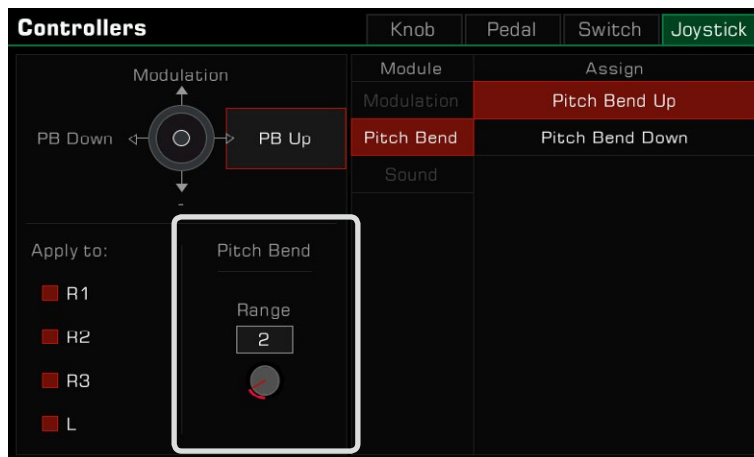 Controllers
Knob
Pedal
Switch
Joystick
Modulation
PB Down
PB Up
-
Module
Assign
Modulation
Pitch Bend Up
Pitch Bend
Pitch Bend Down
Sound
Apply to:
R1
R2
R3
L
Pitch Bend
Range
2